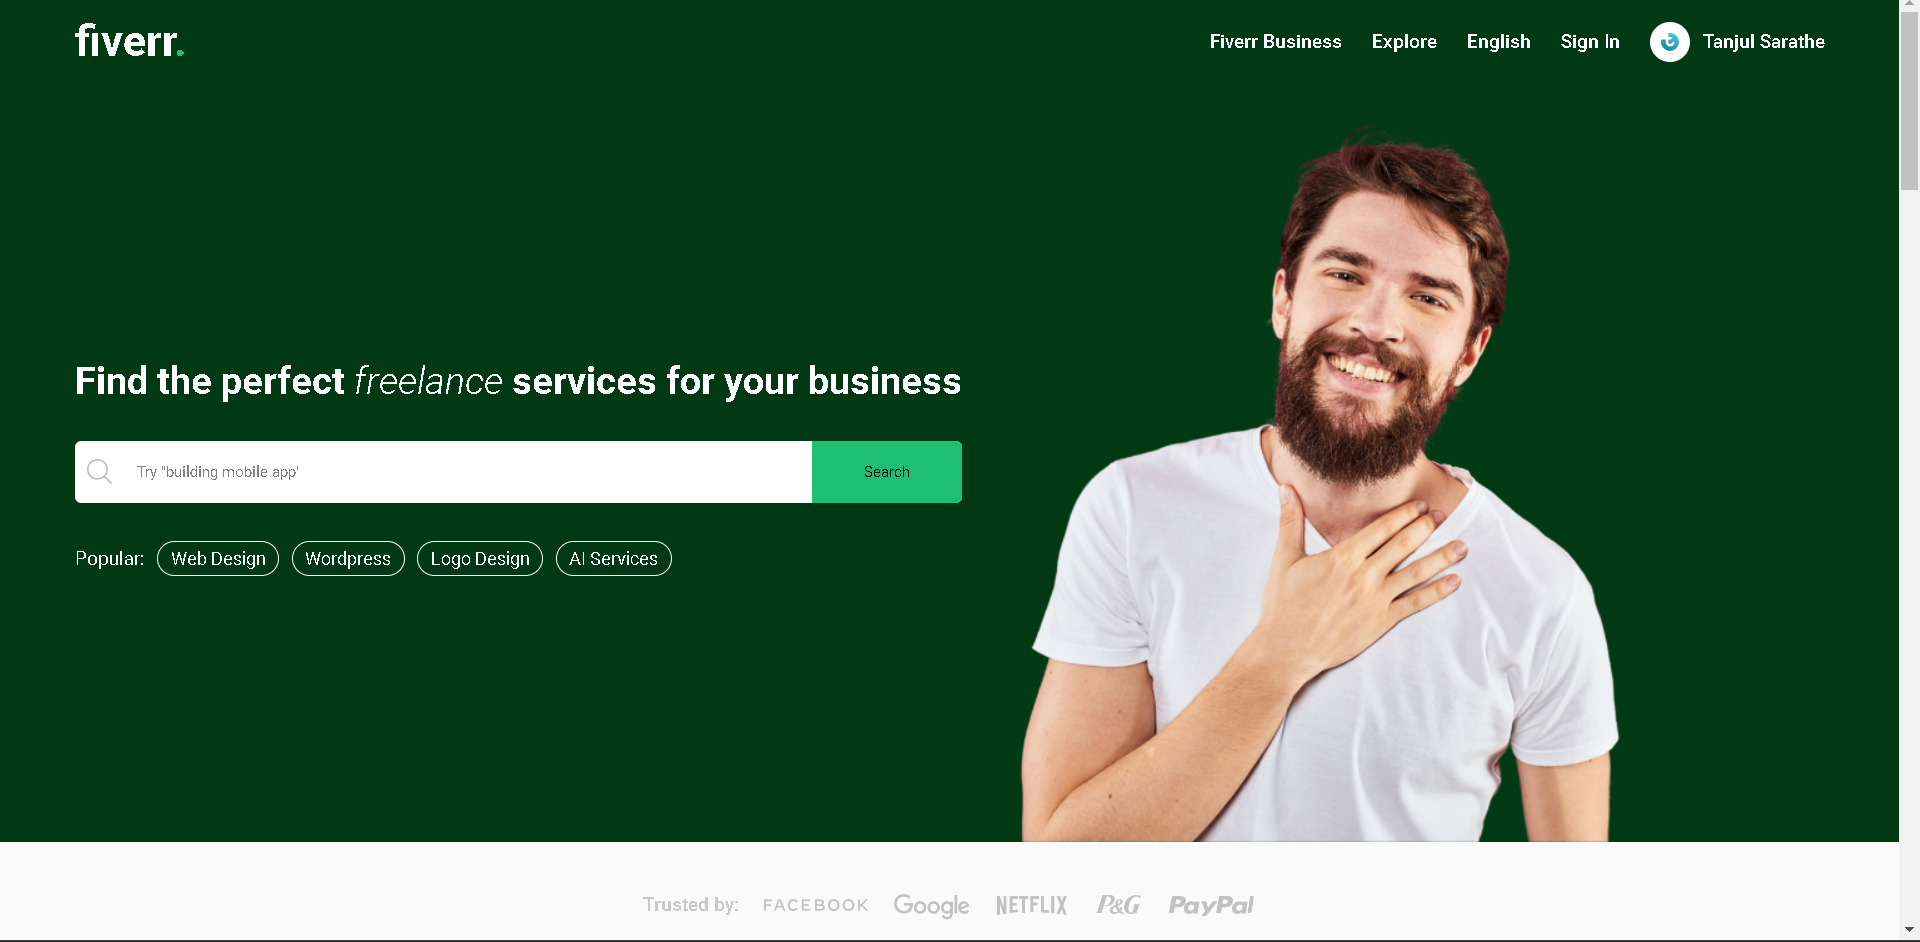 fiverr.
Fiverr Business Explore English Sign In Tanjul Sarathe
Find the perfect freelance services for your business
Try "building mobile app'
Search
Popular: Web Design Wordpress Logo Design AI Services
Trusted by: FACEBOOK Google NETFLIX P&G PayPal